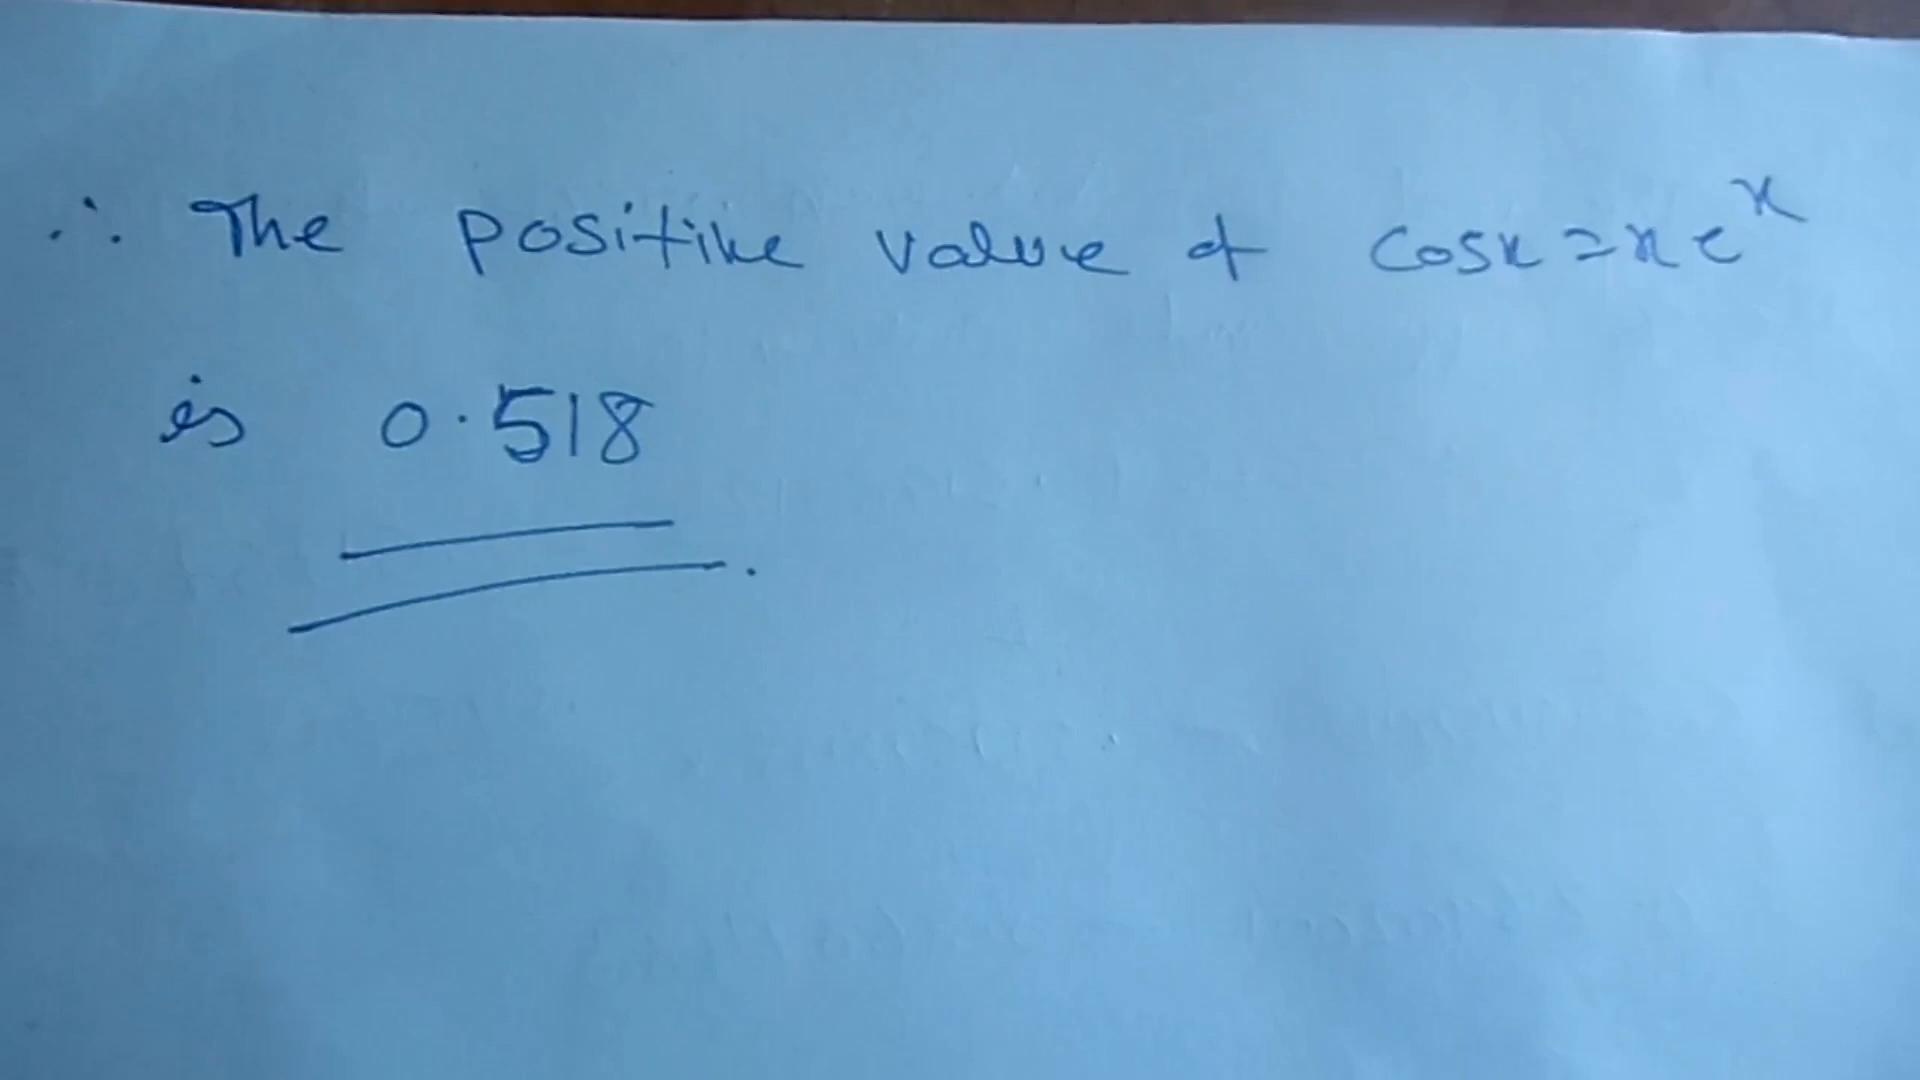 ∴ The positive value of cosx=xe^x
is 0.518